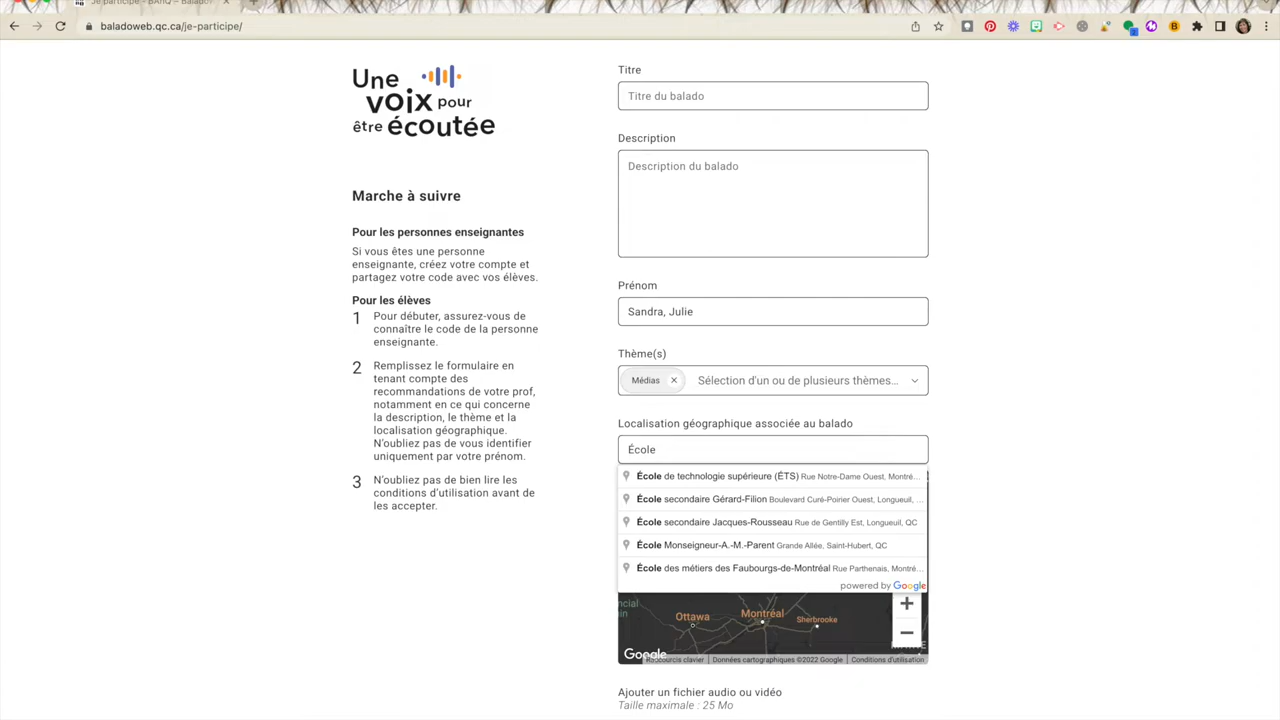 Je participe - BAnQ - Balado
baladoweb.qc.ca/je-participe/
Une
voix pour
être écoutée
Marche à suivre
Pour les personnes enseignantes
Si vous êtes une personne
enseignante, créez votre compte et
partagez votre code avec vos élèves.
Pour les élèves
1 Pour débuter, assurez-vous de
connaître le code de la personne
enseignante.
2 Remplissez le formulaire en
tenant compte des
recommandations de votre prof,
notamment en ce qui concerne
la description, le thème et la
localisation géographique.
N'oubliez pas de vous identifier
uniquement par votre prénom.
3 N'oubliez pas de bien lire les
conditions d'utilisation avant de
les accepter.
Titre
Titre du balado
Description
Description du balado
Prénom
Sandra, Julie
Thème(s)
Médias × Sélection d'un ou de plusieurs thèmes...
Localisation géographique associée au balado
École
École de technologie supérieure (ÉTS) Rue Notre-Dame Ouest, Montré...
École secondaire Gérard-Filion Boulevard Curé-Poirier Ouest, Longueuil, ...
École secondaire Jacques-Rousseau Rue de Gentilly Est, Longueuil, QC
École Monseigneur-A.-M.-Parent Grande Allée, Saint-Hubert, QC
École des métiers des Faubourgs-de-Montréal Rue Parthenais, Montré...
powered by Google
Ottawa
Montréal
Sherbrooke
Google
Raccourcis clavier
Données cartographiques ©2022 Google
Conditions d'utilisation
Ajouter un fichier audio ou vidéo
Taille maximale : 25 Mo